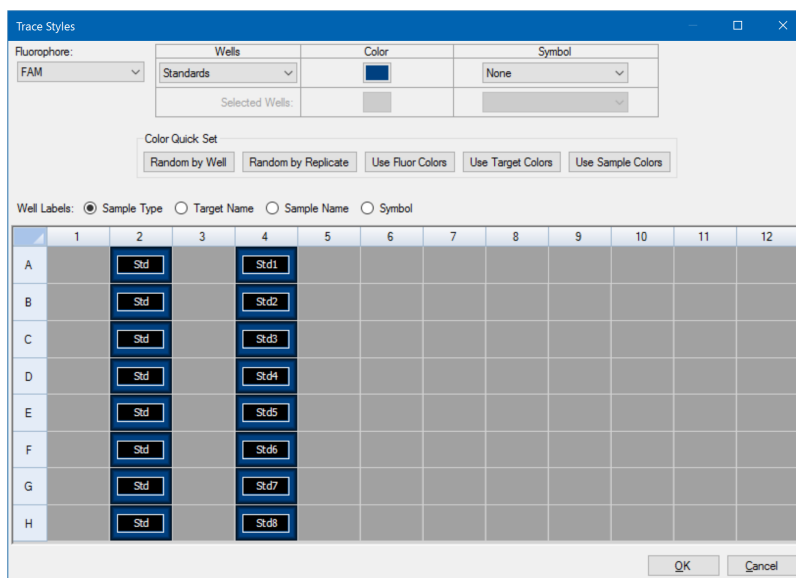 Trace Styles
Fluorophore:
Wells Color Symbol
FAM Standards None
Selected Wells:
Color Quick Set
Random by Well Random by Replicate Use Fluor Colors Use Target Colors Use Sample Colors
Well Labels: Sample Type Target Name Sample Name Symbol
1 2 3 4 5 6 7 8 9 10 11 12
A Std Std1
B Std Std2
C Std Std3
D Std Std4
E Std Std5
F Std Std6
G Std Std7
H Std Std8
OK Cancel